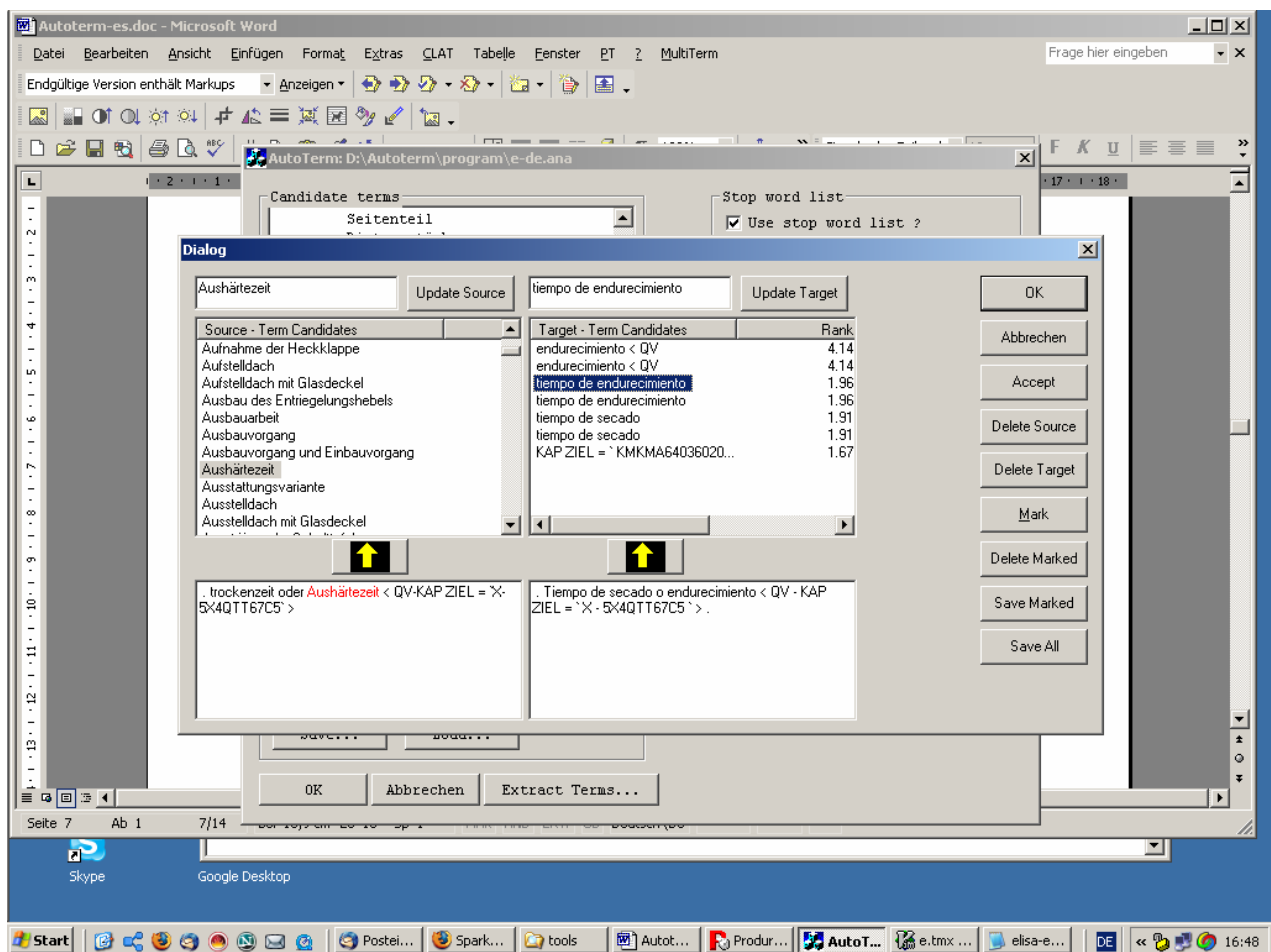 Autoterm-es.doc - Microsoft Word
Datei Bearbeiten Ansicht Einfügen Format Extras CLAT Tabelle Fenster PT ? MultiTerm Frage hier eingeben
Endgültige Version enthält Markups Anzeigen
AutoTerm: D:\Autoterm\program\e-de.ana
F K U
2 1 17 18
Candidate terms
Stop word list
Seitenteil
Use stop word list ?
Dialog
Aushärtezeit
Update Source
tiempo de endurecimiento
Update Target
OK
Abbrechen
Accept
Delete Source
Delete Target
Mark
Delete Marked
Save Marked
Save All
Source - Term Candidates
Aufnahme der Heckklappe
Aufstelldach
Aufstelldach mit Glasdeckel
Ausbau des Entriegelungshebels
Ausbauarbeit
Ausbauvorgang
Ausbauvorgang und Einbauvorgang
Aushärtezeit
Ausstattungsvariante
Ausstelldach
Ausstelldach mit Glasdeckel
Target - Term Candidates Rank
endurecimiento < QV 4.14
endurecimiento < QV 4.14
tiempo de endurecimiento 1.96
tiempo de endurecimiento 1.96
tiempo de secado 1.91
tiempo de secado 1.91
KAP ZIEL = `KMKMA64036020... 1.67
. trockenzeit oder Aushärtezeit < QV-KAP ZIEL = `X-
5X4QTT67C5` >
. Tiempo de secado o endurecimiento < QV - KAP
ZIEL = `X - 5X4QTT67C5 ` > .
OK Abbrechen Extract Terms...
Seite 7 Ab 1 7/14
Skype
Google Desktop
Start Postei... Spark... tools Autot... Produr... AutoT... e.tmx ... elisa-e... DE « 16:48